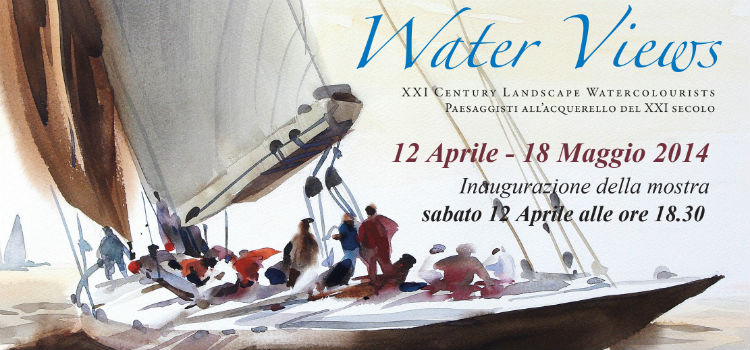 Water Views
XXI Century Landscape Watercolourists
Paesaggisti all'acquerello del XXI secolo
12 Aprile - 18 Maggio 2014
Inaugurazione della mostra
sabato 12 Aprile alle ore 18.30